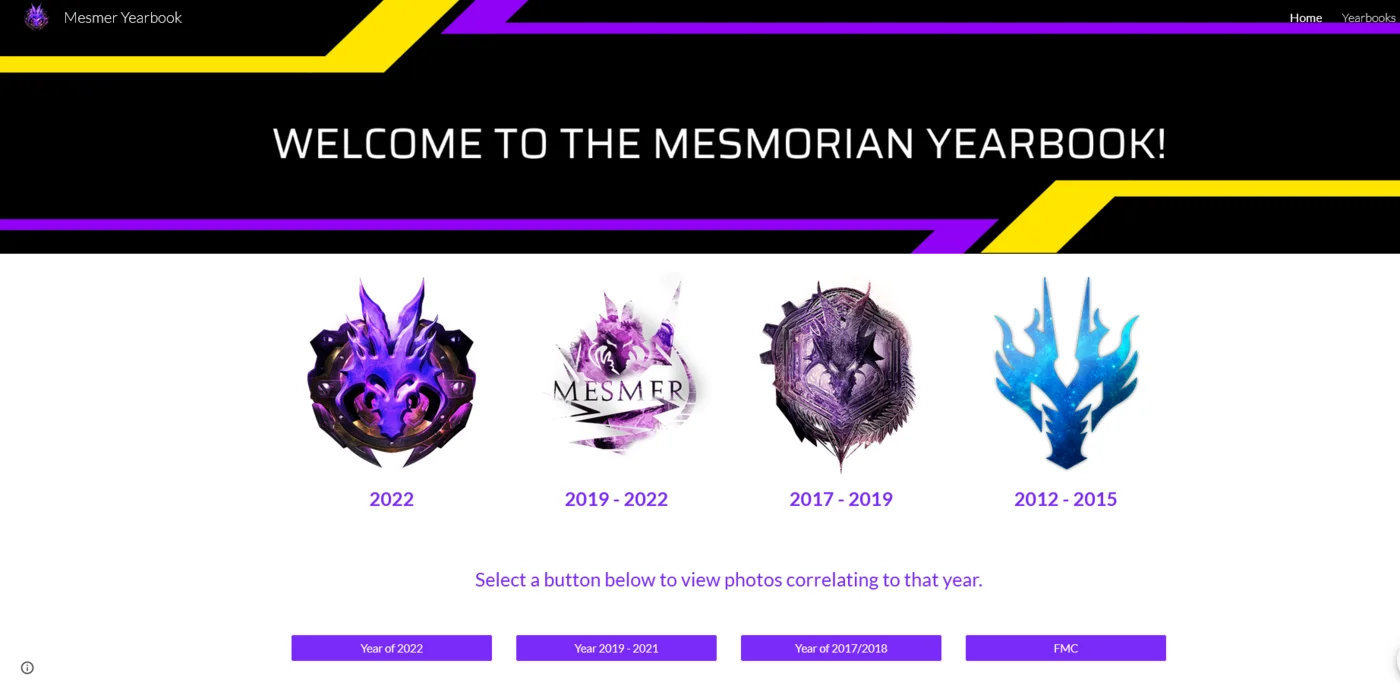 Mesmer Yearbook
Home
Yearbooks
WELCOME TO THE MESMORIAN YEARBOOK!
MESMER
2022
2019 - 2022
2017 - 2019
2012 - 2015
Select a button below to view photos correlating to that year.
Year of 2022
Year 2019 - 2021
Year of 2017/2018
FMC